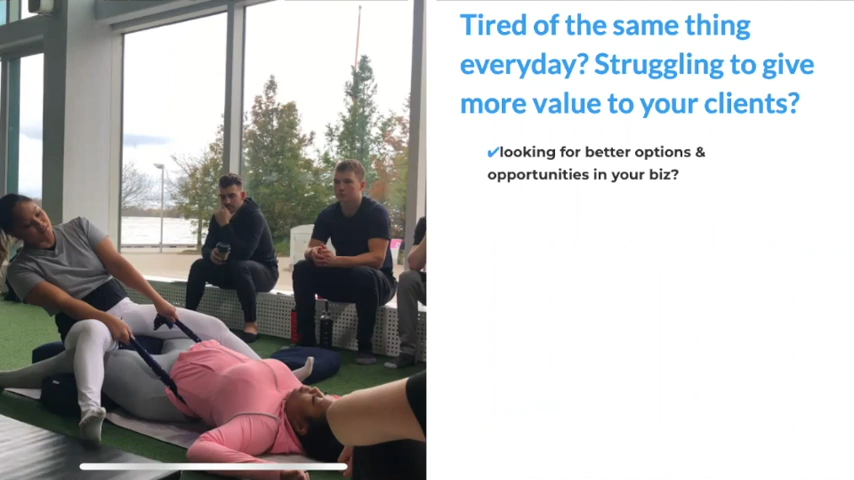 Tired of the same thing
everyday? Struggling to give
more value to your clients?
✔looking for better options &
opportunities in your biz?